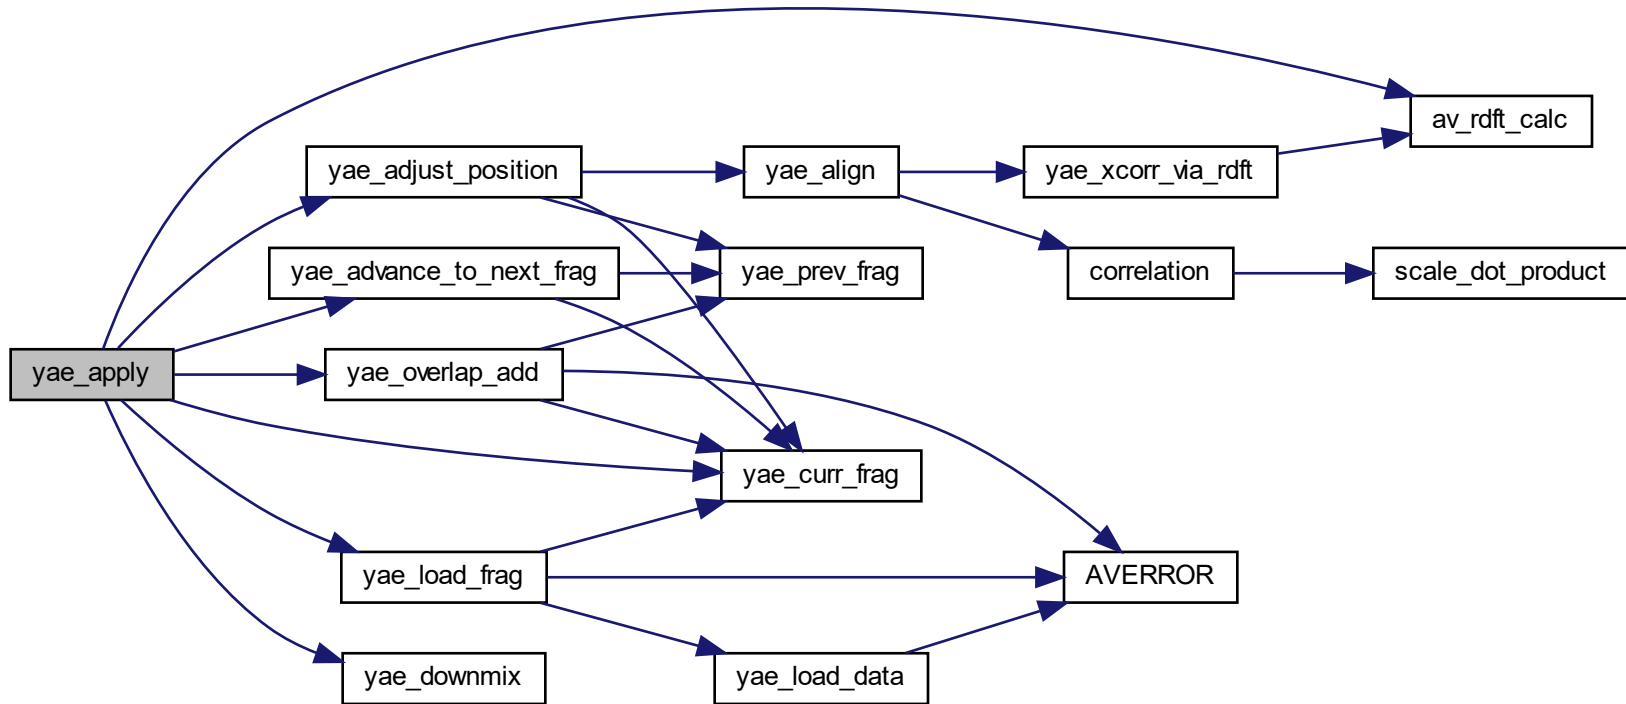 av_rdft_calc
yae_adjust_position
yae_align
yae_xcorr_via_rdft
yae_advance_to_next_frag
yae_prev_frag
correlation
scale_dot_product
yae_apply
yae_overlap_add
yae_curr_frag
yae_load_frag
AVERROR
yae_downmix
yae_load_data